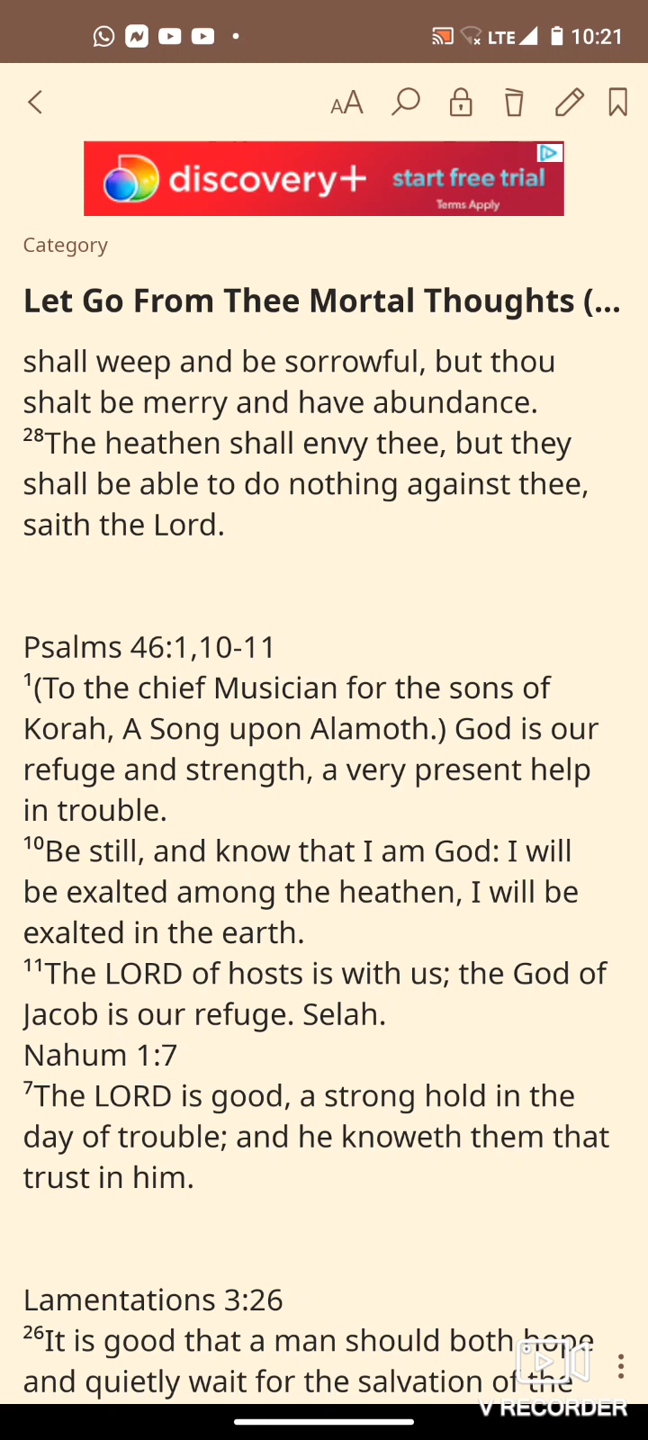 LTE 10:21
AA
discovery+ start free trial
Terms Apply
Category
Let Go From Thee Mortal Thoughts (...
shall weep and be sorrowful, but thou
shalt be merry and have abundance.
²⁸The heathen shall envy thee, but they
shall be able to do nothing against thee,
saith the Lord.
Psalms 46:1,10-11
¹(To the chief Musician for the sons of
Korah, A Song upon Alamoth.) God is our
refuge and strength, a very present help
in trouble.
¹⁰Be still, and know that I am God: I will
be exalted among the heathen, I will be
exalted in the earth.
¹¹The LORD of hosts is with us; the God of
Jacob is our refuge. Selah.
Nahum 1:7
⁷The LORD is good, a strong hold in the
day of trouble; and he knoweth them that
trust in him.
Lamentations 3:26
²⁶It is good that a man should both hope
and quietly wait for the salvation of the
V RECORDER